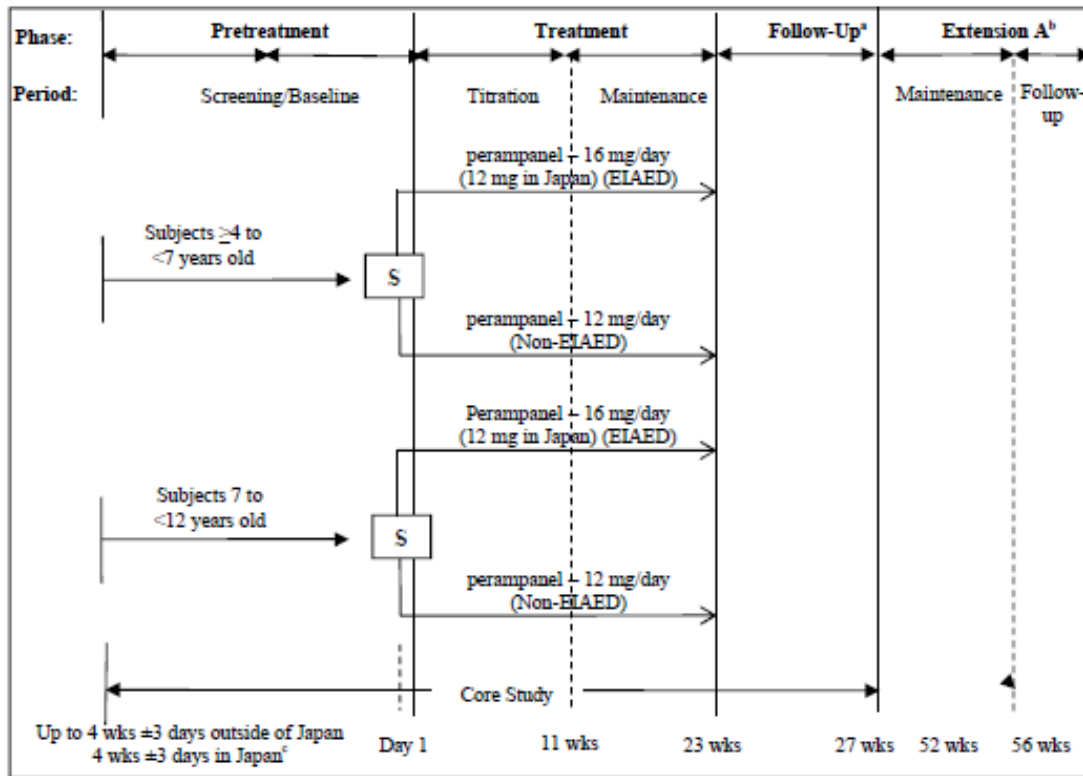 Phase:
Pretreatment
Treatment
Follow-Upᵃ
Extension Aᵇ
Period:
Screening/Baseline
Titration
Maintenance
Maintenance
Follow-
up
perampanel – 16 mg/day
(12 mg in Japan) (EIAED)
Subjects ≥4 to
<7 years old
S
perampanel – 12 mg/day
(Non-EIAED)
Perampanel – 16 mg/day
(12 mg in Japan) (EIAED)
Subjects 7 to
<12 years old
S
perampanel – 12 mg/day
(Non-EIAED)
Core Study
Up to 4 wks ±3 days outside of Japan
4 wks ±3 days in Japanᶜ
Day 1
11 wks
23 wks
27 wks
52 wks
56 wks